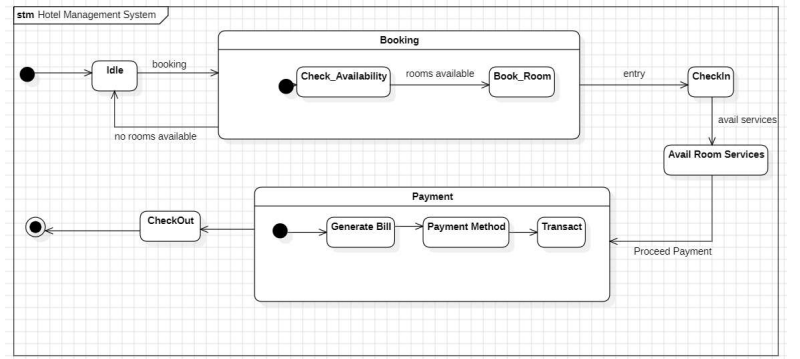 stm Hotel Management System
Booking
Idle
booking
Check_Availability
rooms available
Book_Room
entry
CheckIn
no rooms available
avail services
Avail Room Services
Payment
CheckOut
Generate Bill
Payment Method
Transact
Proceed Payment